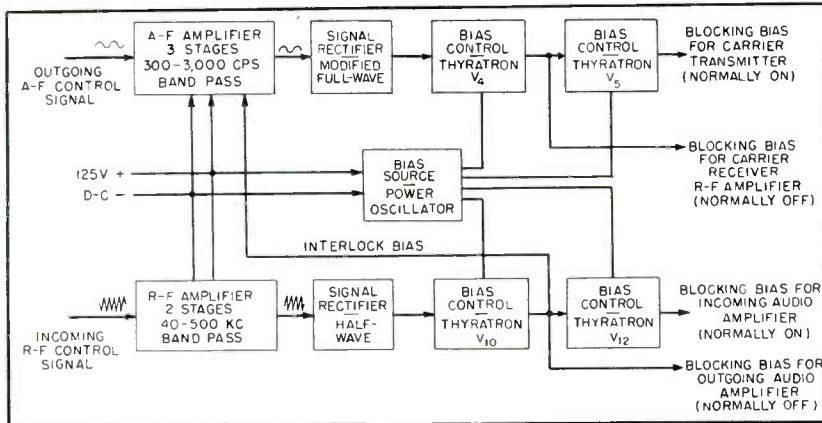 A-F AMPLIFIER
3 STAGES
300-3,000 CPS
BAND PASS
SIGNAL
RECTIFIER
MODIFIED
FULL-WAVE
BIAS
CONTROL
THYRATRON
V4
BIAS
CONTROL
THYRATRON
V5
BLOCKING BIAS
FOR CARRIER
TRANSMITTER
(NORMALLY ON)
OUTGOING
A-F CONTROL
SIGNAL
125V +
D-C -
BIAS
SOURCE
POWER
OSCILLATOR
BLOCKING BIAS
FOR CARRIER
RECEIVER
R-F AMPLIFIER
(NORMALLY OFF)
INTERLOCK BIAS
R-F AMPLIFIER
2 STAGES
40-500 KC
BAND PASS
SIGNAL
RECTIFIER
HALF-
WAVE
BIAS
CONTROL
THYRATRON
V10
BIAS
CONTROL
THYRATRON
V12
BLOCKING BIAS FOR
INCOMING AUDIO
AMPLIFIER
(NORMALLY ON)
INCOMING
R-F CONTROL
SIGNAL
BLOCKING BIAS FOR
OUTGOING AUDIO
AMPLIFIER
(NORMALLY OFF)